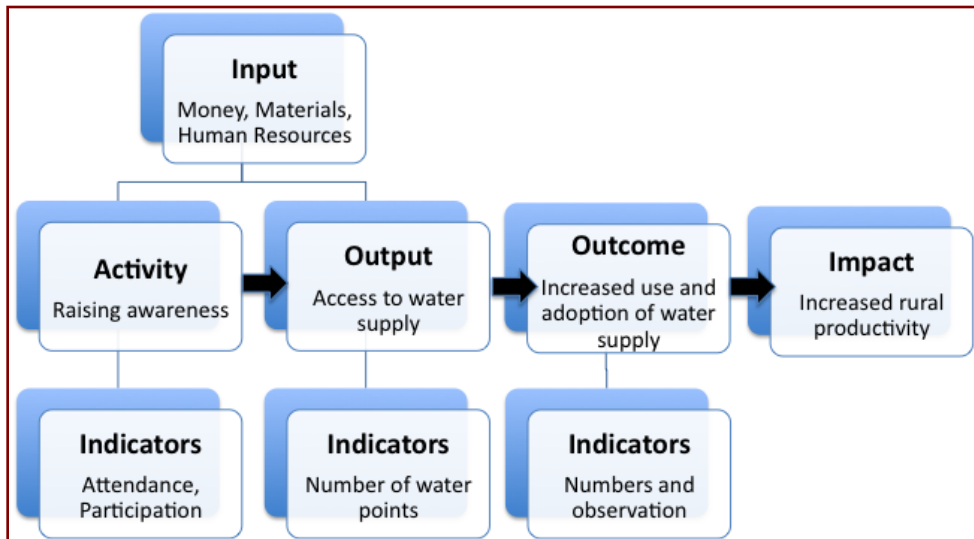 Input
Money, Materials,
Human Resources
Activity
Raising awareness
Output
Access to water
supply
Outcome
Increased use and
adoption of water
supply
Impact
Increased rural
productivity
Indicators
Attendance,
Participation
Indicators
Number of water
points
Indicators
Numbers and
observation